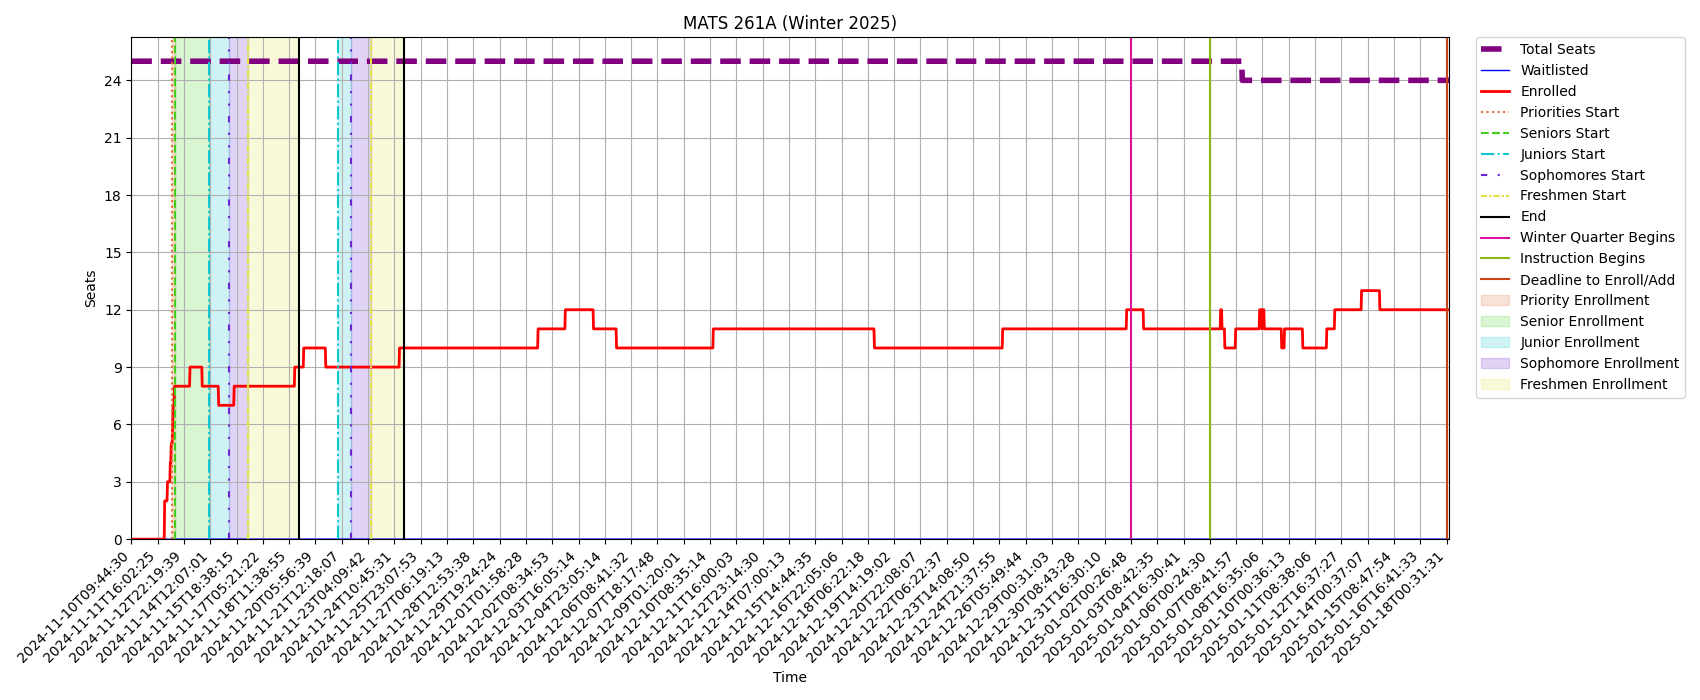 MATS 261A (Winter 2025)
Seats
24
21
18
15
12
9
6
3
0
2024-11-10T09:44:30
2024-11-11T16:02:25
2024-11-12T22:19:39
2024-11-14T12:07:01
2024-11-15T18:38:15
2024-11-17T05:21:22
2024-11-18T11:38:55
2024-11-20T05:56:39
2024-11-21T12:18:07
2024-11-23T04:09:42
2024-11-24T10:45:31
2024-11-25T23:07:53
2024-11-27T06:19:13
2024-11-28T12:53:38
2024-11-29T19:24:24
2024-12-01T01:58:28
2024-12-02T08:34:53
2024-12-03T16:05:14
2024-12-04T23:05:14
2024-12-06T08:41:32
2024-12-07T18:17:48
2024-12-09T01:20:01
2024-12-10T08:35:14
2024-12-11T16:00:03
2024-12-12T23:14:30
2024-12-14T07:00:13
2024-12-15T14:44:35
2024-12-16T22:05:06
2024-12-18T06:22:18
2024-12-19T14:19:02
2024-12-20T22:08:07
2024-12-22T06:22:37
2024-12-23T14:08:50
2024-12-24T21:37:55
2024-12-26T05:49:44
2024-12-29T00:31:03
2024-12-30T08:43:28
2024-12-31T16:30:10
2025-01-02T00:26:48
2025-01-03T08:42:35
2025-01-04T16:30:41
2025-01-06T00:24:30
2025-01-07T08:41:57
2025-01-08T16:35:06
2025-01-10T00:36:13
2025-01-11T08:38:06
2025-01-12T16:37:27
2025-01-14T00:37:07
2025-01-15T08:47:54
2025-01-16T16:41:33
2025-01-18T00:31:31
Time
Total Seats
Waitlisted
Enrolled
Priorities Start
Seniors Start
Juniors Start
Sophomores Start
Freshmen Start
End
Winter Quarter Begins
Instruction Begins
Deadline to Enroll/Add
Priority Enrollment
Senior Enrollment
Junior Enrollment
Sophomore Enrollment
Freshmen Enrollment